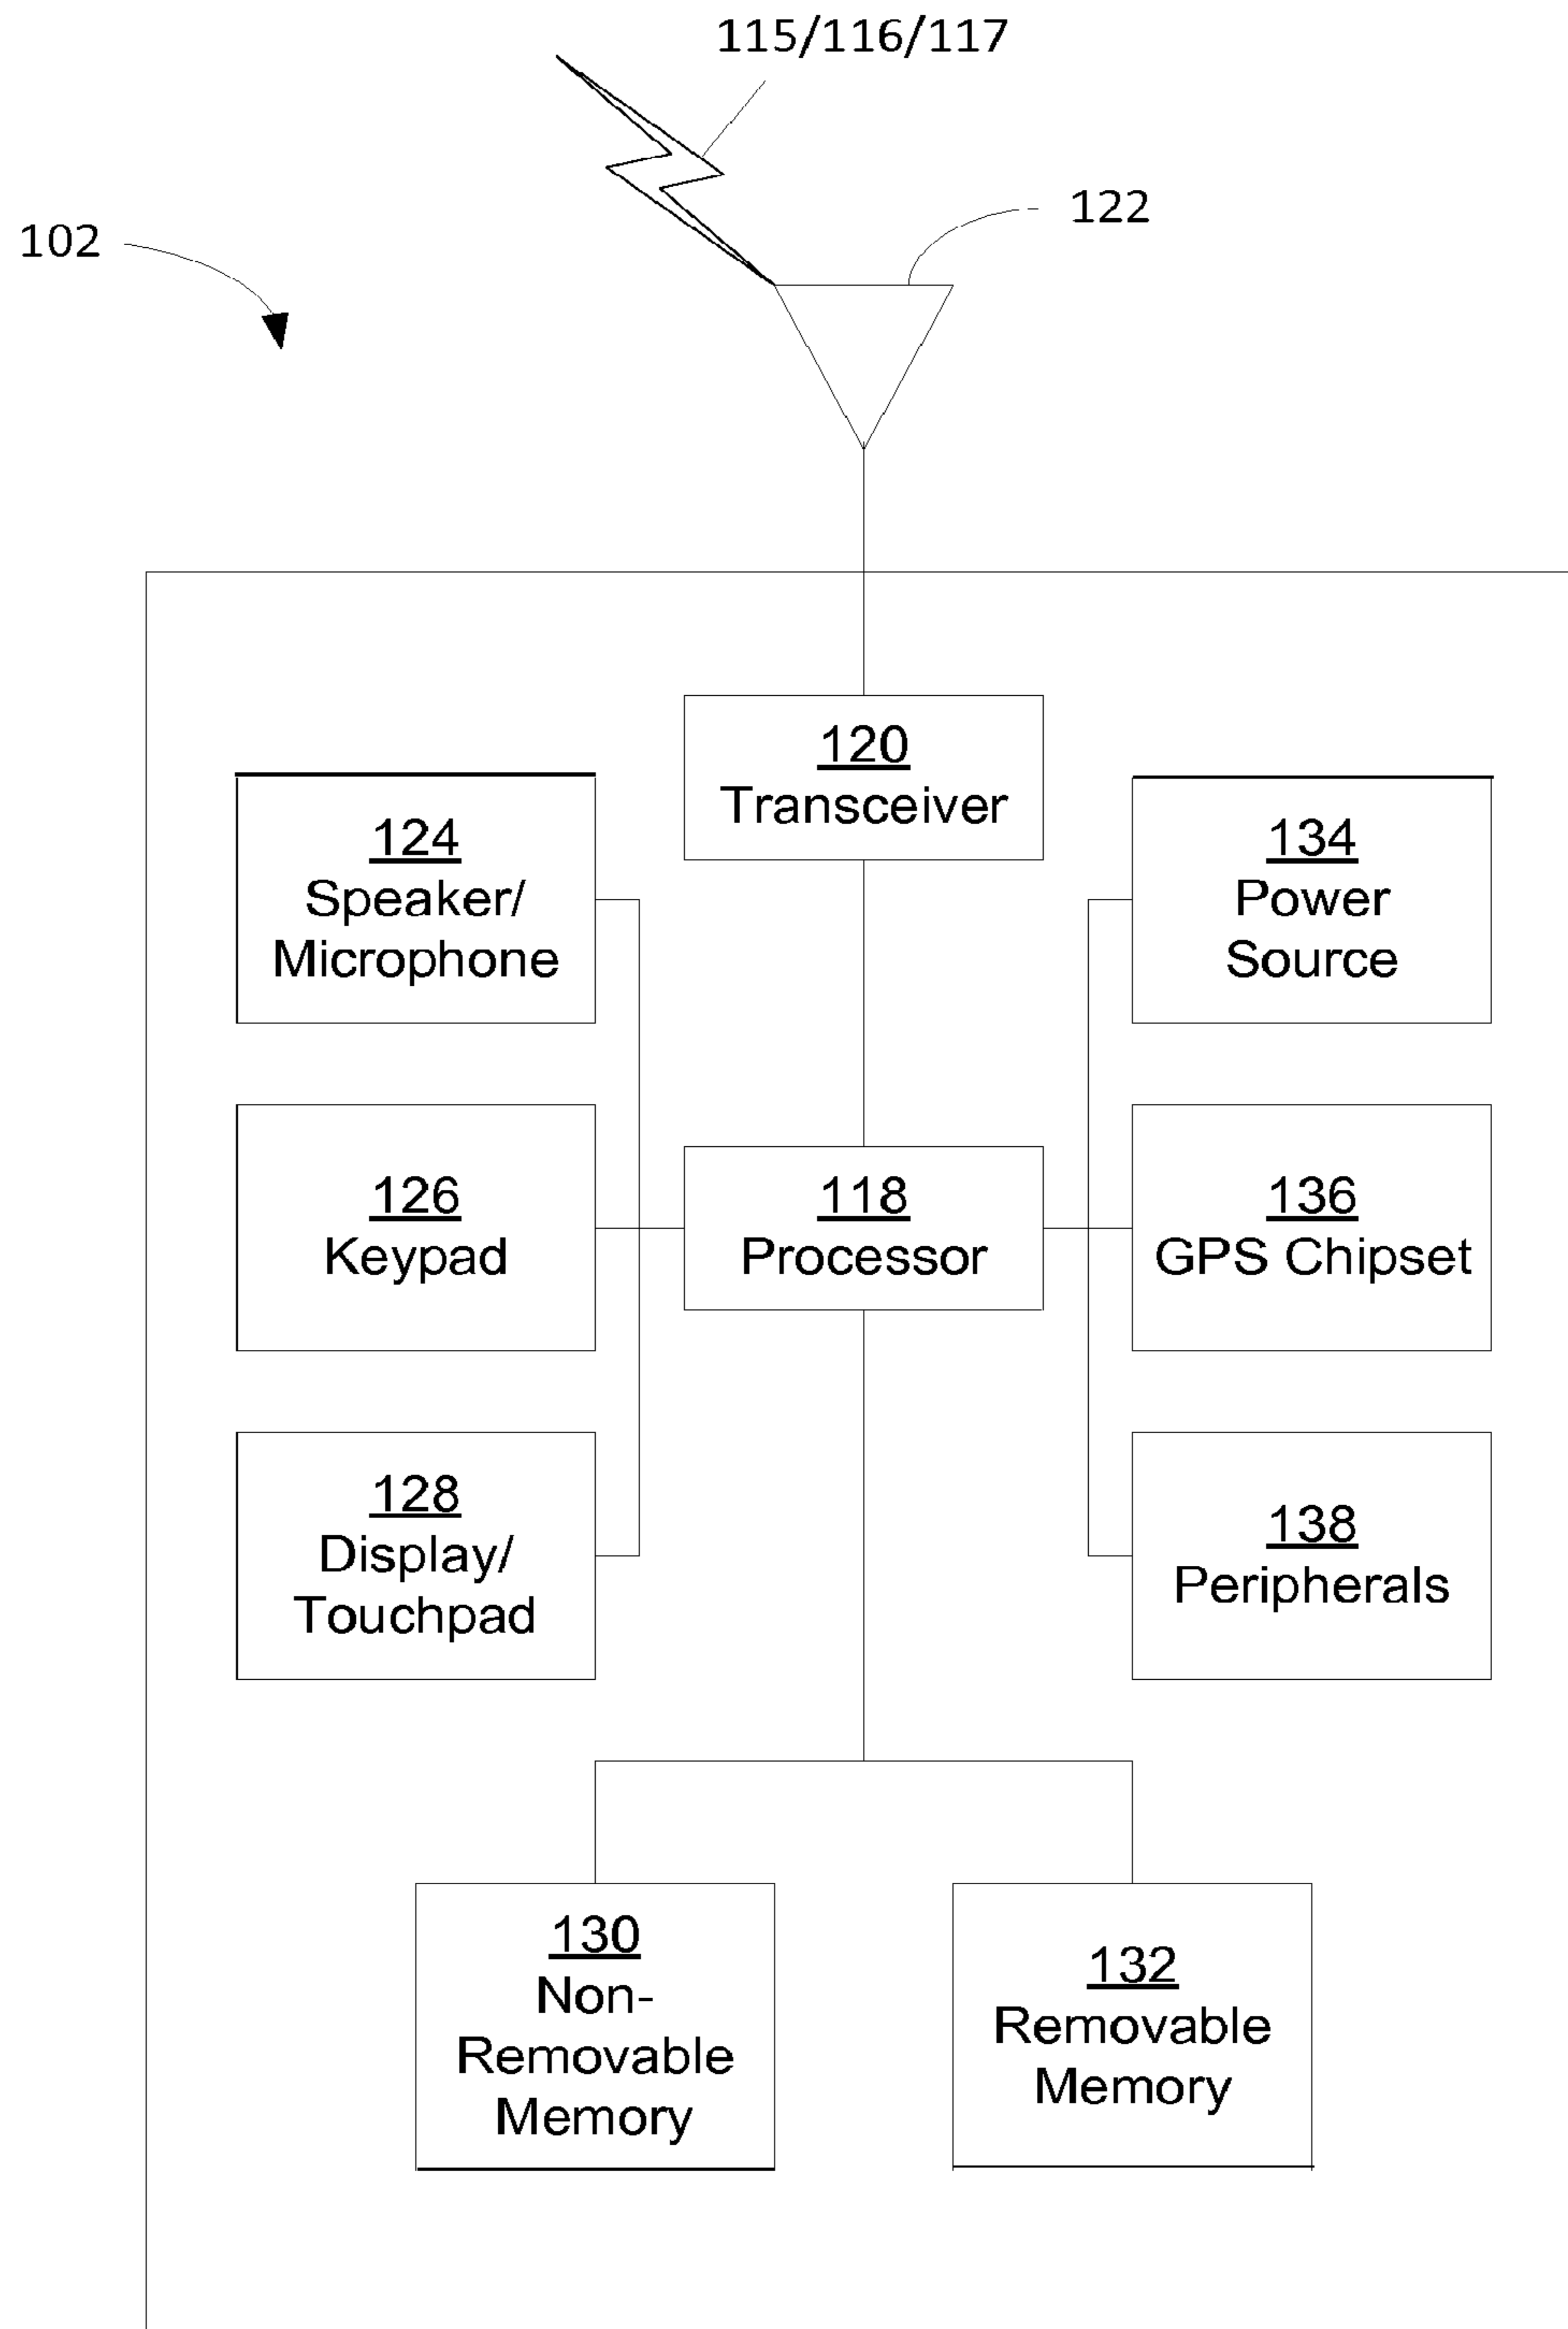 115/116/117
122
102
120
Transceiver
124
Speaker/
Microphone
134
Power
Source
126
Keypad
118
Processor
136
GPS Chipset
128
Display/
Touchpad
138
Peripherals
130
Non-
Removable
Memory
132
Removable
Memory